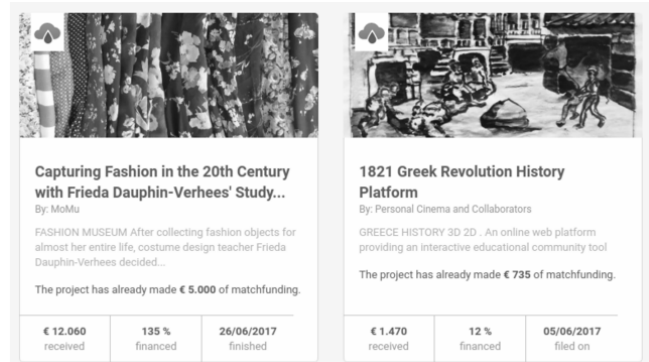 Capturing Fashion in the 20th Century
with Frieda Dauphin-Verhees' Study...
By: MoMu
FASHION MUSEUM After collecting fashion objects for
almost her entire life, costume design teacher Frieda
Dauphin-Verhees decided...
The project has already made € 5.000 of matchfunding.
€ 12.060
received
135 %
financed
26/06/2017
finished
1821 Greek Revolution History
Platform
By: Personal Cinema and Collaborators
GREECE HISTORY 3D 2D . An online web platform
providing an interactive educational community tool
The project has already made € 735 of matchfunding.
€ 1.470
received
12 %
financed
05/06/2017
filed on